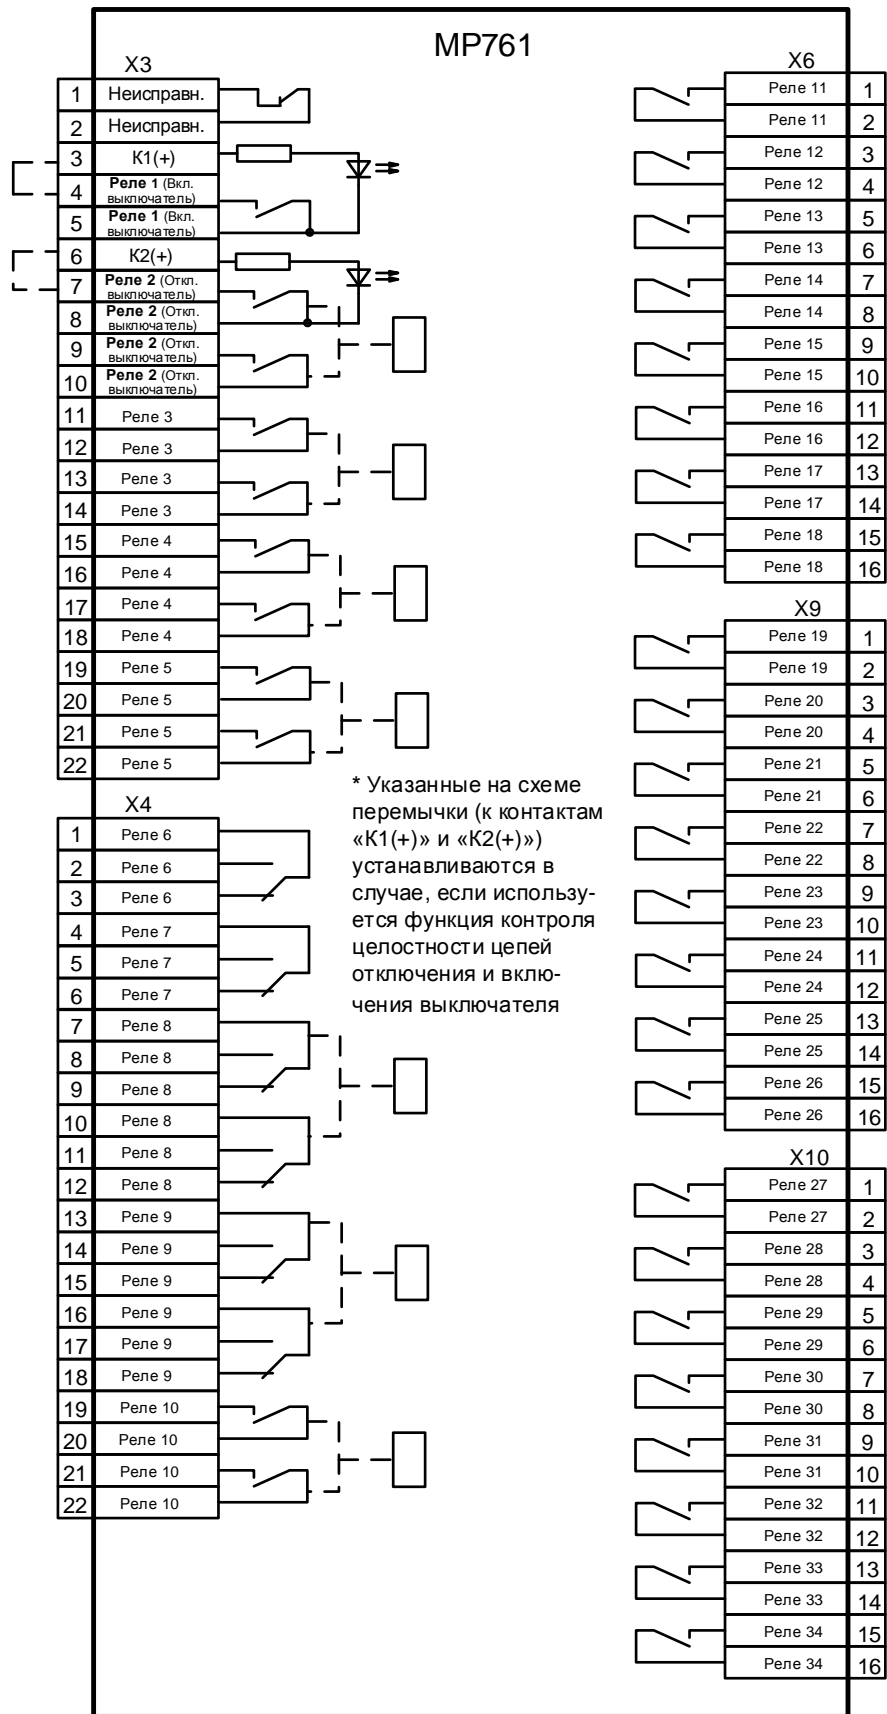 МР761
X3
1 Неисправн.
2 Неисправн.
3 К1(+)
4 Реле 1 (Вкл.
выключатель)
5 Реле 1 (Вкл.
выключатель)
6 К2(+)
7 Реле 2 (Откл.
выключатель)
8 Реле 2 (Откл.
выключатель)
9 Реле 2 (Откл.
выключатель)
10 Реле 2 (Откл.
выключатель)
11 Реле 3
12 Реле 3
13 Реле 3
14 Реле 3
15 Реле 4
16 Реле 4
17 Реле 4
18 Реле 4
19 Реле 5
20 Реле 5
21 Реле 5
22 Реле 5
X4
1 Реле 6
2 Реле 6
3 Реле 6
4 Реле 7
5 Реле 7
6 Реле 7
7 Реле 8
8 Реле 8
9 Реле 8
10 Реле 8
11 Реле 8
12 Реле 8
13 Реле 9
14 Реле 9
15 Реле 9
16 Реле 9
17 Реле 9
18 Реле 9
19 Реле 10
20 Реле 10
21 Реле 10
22 Реле 10
* Указанные на схеме
перемычки (к контактам
«К1(+)» и «К2(+)»)
устанавливаются в
случае, если использу-
ется функция контроля
целостности цепей
отключения и вклю-
чения выключателя
X6
Реле 11 1
Реле 11 2
Реле 12 3
Реле 12 4
Реле 13 5
Реле 13 6
Реле 14 7
Реле 14 8
Реле 15 9
Реле 15 10
Реле 16 11
Реле 16 12
Реле 17 13
Реле 17 14
Реле 18 15
Реле 18 16
X9
Реле 19 1
Реле 19 2
Реле 20 3
Реле 20 4
Реле 21 5
Реле 21 6
Реле 22 7
Реле 22 8
Реле 23 9
Реле 23 10
Реле 24 11
Реле 24 12
Реле 25 13
Реле 25 14
Реле 26 15
Реле 26 16
X10
Реле 27 1
Реле 27 2
Реле 28 3
Реле 28 4
Реле 29 5
Реле 29 6
Реле 30 7
Реле 30 8
Реле 31 9
Реле 31 10
Реле 32 11
Реле 32 12
Реле 33 13
Реле 33 14
Реле 34 15
Реле 34 16